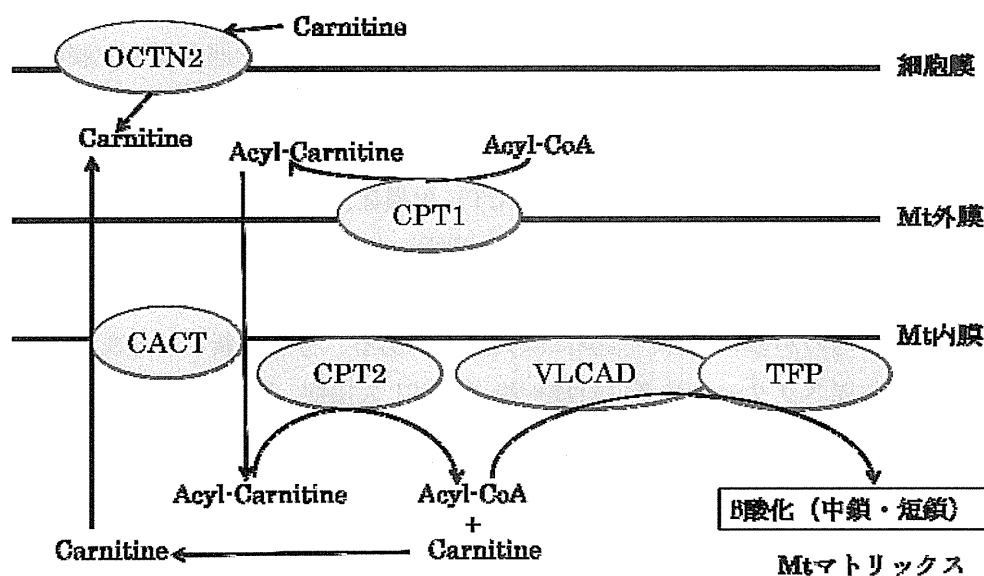 Carnitine
OCTN2
細胞膜
Carnitine
Acyl-Carnitine
Acyl-CoA
CPT1
Mt外膜
CACT
Mt内膜
CPT2
VLCAD
TFP
Acyl-Carnitine
Acyl-CoA
+
Carnitine
Carnitine
β酸化（中鎖・短鎖）
Mtマトリックス